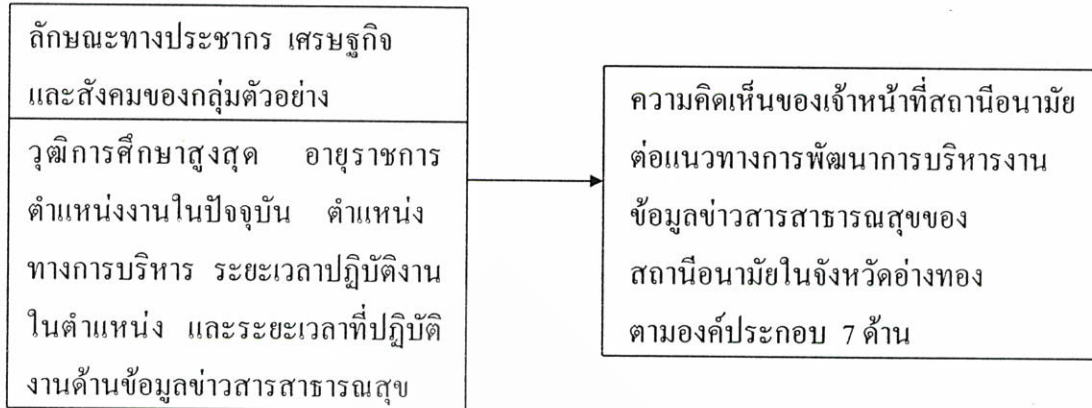 ลักษณะทางประชากร เศรษฐกิจ
และสังคมของกลุ่มตัวอย่าง
วุฒิการศึกษาสูงสุด อายุราชการ
ตำแหน่งงานในปัจจุบัน ตำแหน่ง
ทางการบริหาร ระยะเวลาปฏิบัติงาน
ในตำแหน่ง และระยะเวลาที่ปฏิบัติ
งานด้านข้อมูลข่าวสารสาธารณสุข
ความคิดเห็นของเจ้าหน้าที่สถานีอนามัย
ต่อแนวทางการพัฒนาการบริหารงาน
ข้อมูลข่าวสารสาธารณสุขของ
สถานีอนามัยในจังหวัดอ่างทอง
ตามองค์ประกอบ 7 ด้าน